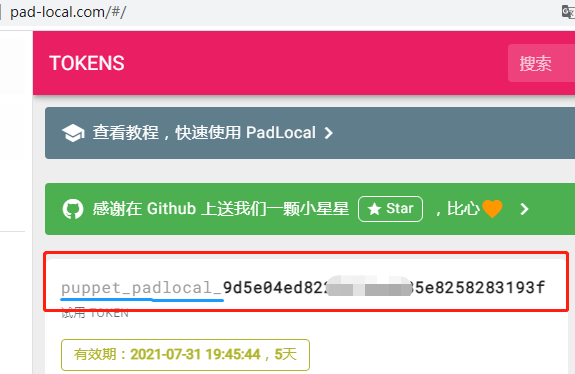 pad-local.com/#/
TOKENS
搜索
查看教程，快速使用 PadLocal
感谢在 Github 上送我们一颗小星星 Star ，比心
puppet_padlocal_9d5e04ed82 5e8258283193f
试用 TOKEN
有效期：2021-07-31 19:45:44，5天